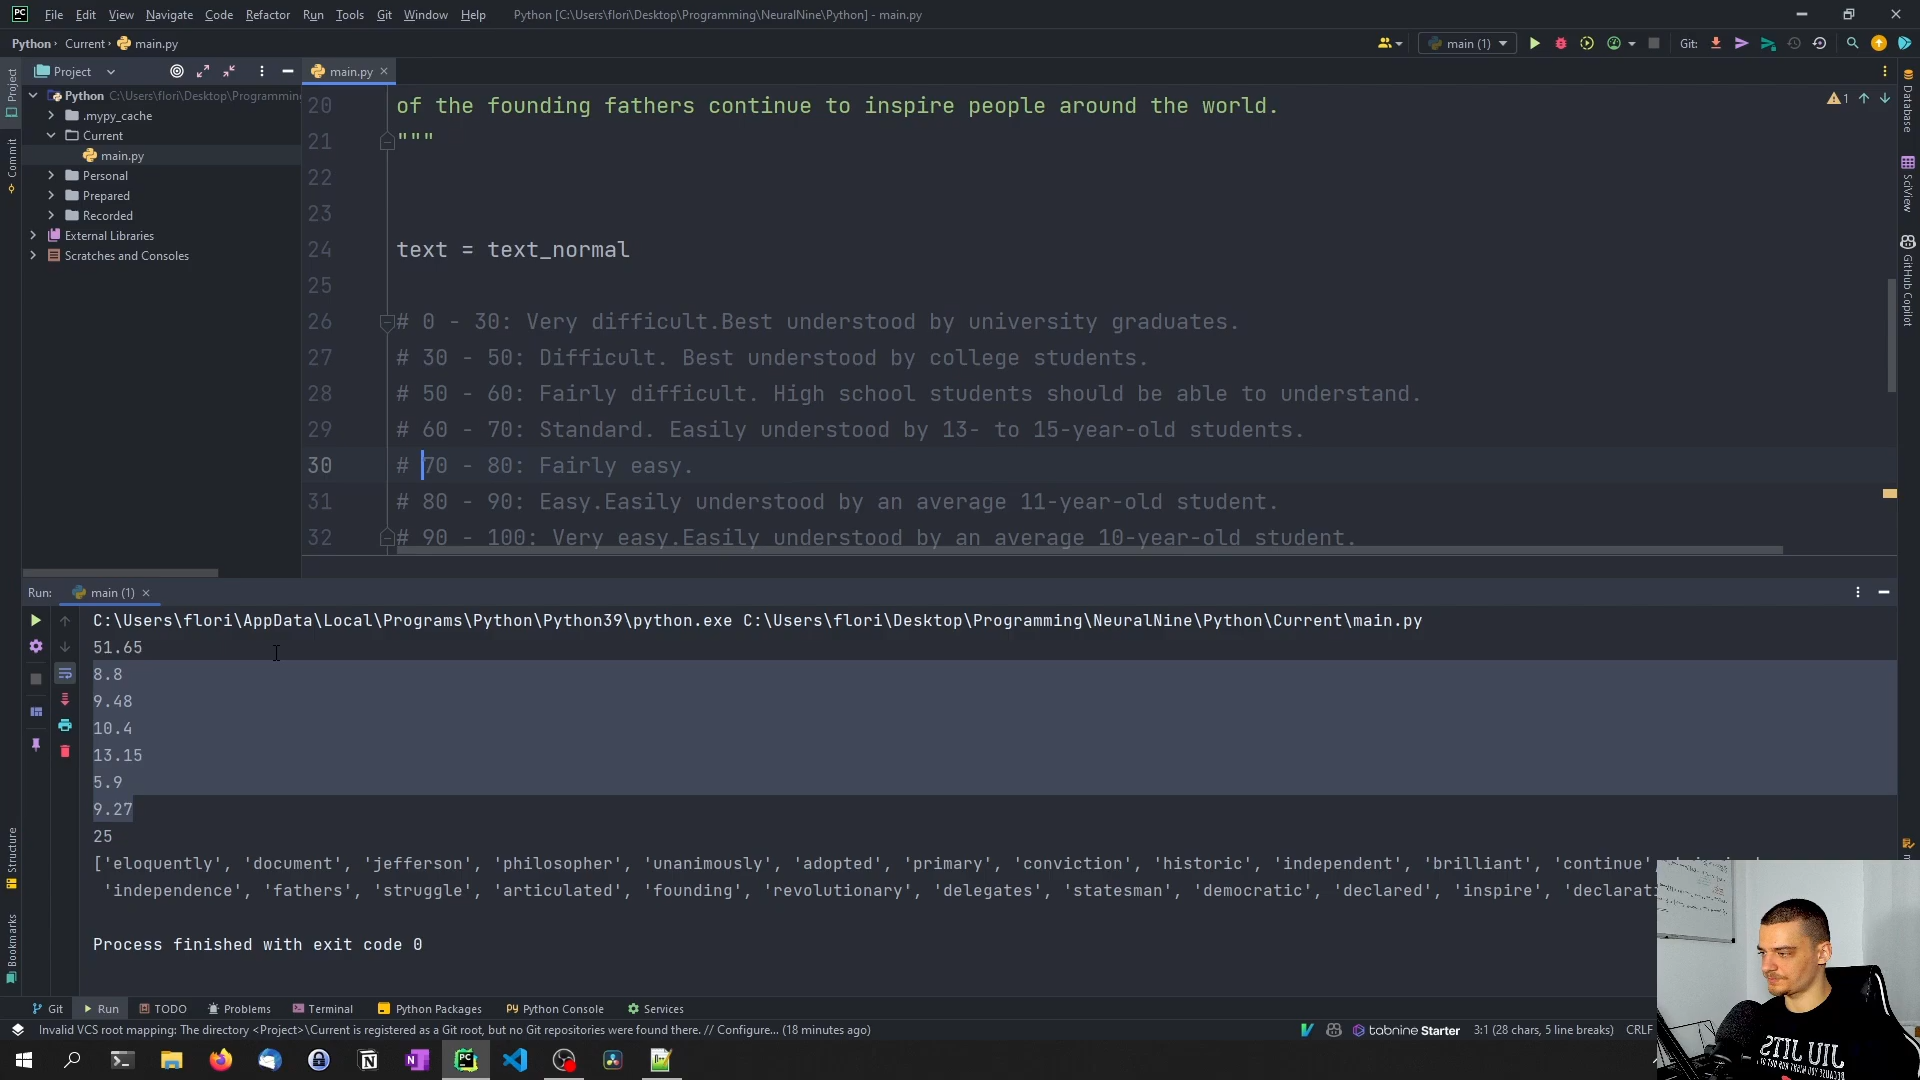 PC File Edit View Navigate Code Refactor Run Tools Git Window Help Python [C:\Users\flori\Desktop\Programming\NeuralNine\Python] - main.py
Python Current main.py main (1) Git:
Project main.py
Python C:\Users\flori\Desktop\Programmin
.mypy_cache
Current
main.py
Personal
Prepared
Recorded
External Libraries
Scratches and Consoles
Project
Commit
Structure
Bookmarks
20 of the founding fathers continue to inspire people around the world.
21 """
22
23
24 text = text_normal
25
26 # 0 - 30: Very difficult.Best understood by university graduates.
27 # 30 - 50: Difficult. Best understood by college students.
28 # 50 - 60: Fairly difficult. High school students should be able to understand.
29 # 60 - 70: Standard. Easily understood by 13- to 15-year-old students.
30 # 70 - 80: Fairly easy.
31 # 80 - 90: Easy.Easily understood by an average 11-year-old student.
32 # 90 - 100: Very easy.Easily understood by an average 10-year-old student.
1
Database
SciView
GitHub Copilot
Run: main (1)
C:\Users\flori\AppData\Local\Programs\Python\Python39\python.exe C:\Users\flori\Desktop\Programming\NeuralNine\Python\Current\main.py
51.65
8.8
9.48
10.4
13.15
5.9
9.27
25
['eloquently', 'document', 'jefferson', 'philosopher', 'unanimously', 'adopted', 'primary', 'conviction', 'historic', 'independent', 'brilliant', 'continue'
'independence', 'fathers', 'struggle', 'articulated', 'founding', 'revolutionary', 'delegates', 'statesman', 'democratic', 'declared', 'inspire', 'declarati
Process finished with exit code 0
Git Run TODO Problems Terminal Python Packages Python Console Services
Invalid VCS root mapping: The directory <Project>\Current is registered as a Git root, but no Git repositories were found there. // Configure... (18 minutes ago) tabnine Starter 3:1 (28 chars, 5 line breaks) CRLF
JIU JITS